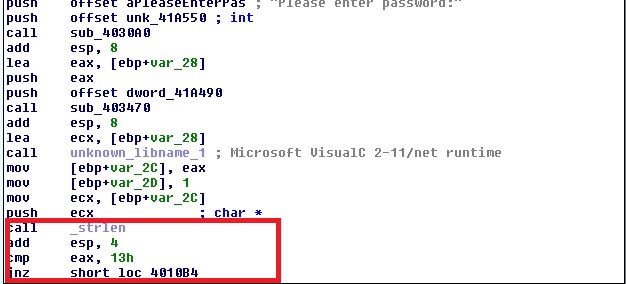 push offset aPleaseEnterPas ; "Please enter password:"
push offset unk_41A550 ; int
call sub_4030A0
add esp, 8
lea eax, [ebp+var_28]
push eax
push offset dword_41A490
call sub_403470
add esp, 8
lea ecx, [ebp+var_28]
call unknown_libname_1 ; Microsoft VisualC 2-11/net runtime
mov [ebp+var_2C], eax
mov [ebp+var_2D], 1
mov ecx, [ebp+var_2C]
push ecx ; char *
call _strlen
add esp, 4
cmp eax, 13h
jnz short loc_4010B4